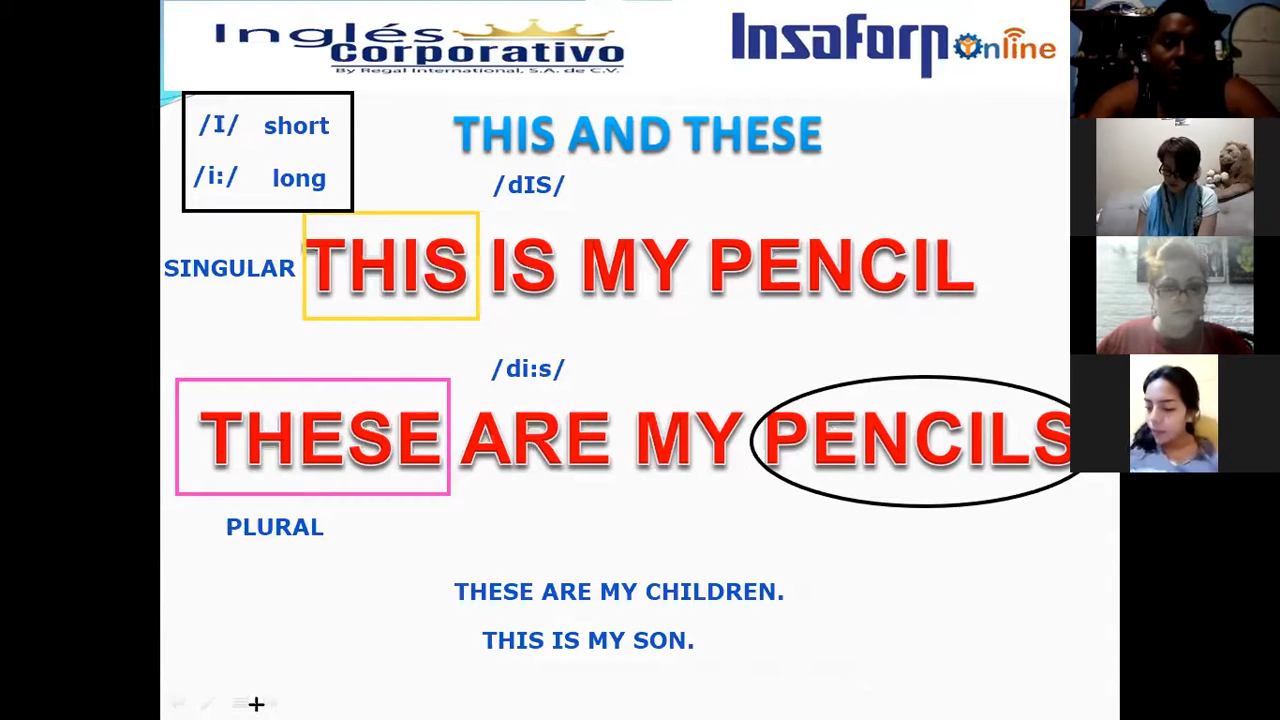 Inglés
Corporativo
By Regal International, S.A. de C.V.
Insaforp Online
/I/ short
/i:/ long
THIS AND THESE
/dIS/
SINGULAR
THIS IS MY PENCIL
/di:s/
THESE ARE MY PENCILS
PLURAL
THESE ARE MY CHILDREN.
THIS IS MY SON.